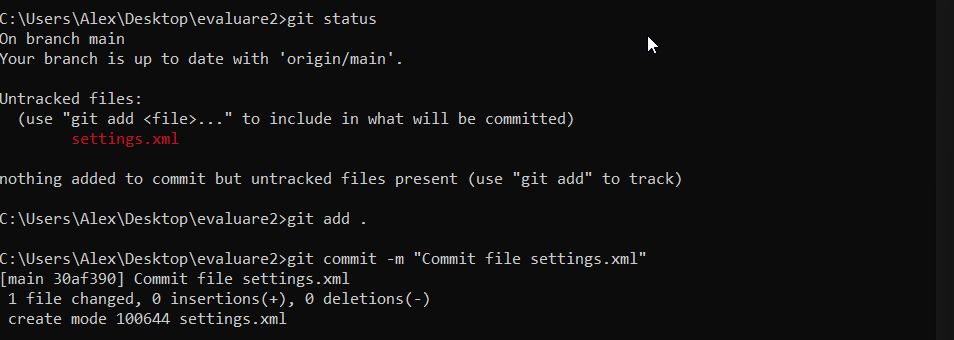 C:\Users\Alex\Desktop\evaluare2>git status
On branch main
Your branch is up to date with 'origin/main'.
Untracked files:
  (use "git add <file>..." to include in what will be committed)
        settings.xml
nothing added to commit but untracked files present (use "git add" to track)
C:\Users\Alex\Desktop\evaluare2>git add .
C:\Users\Alex\Desktop\evaluare2>git commit -m "Commit file settings.xml"
[main 30af390] Commit file settings.xml
 1 file changed, 0 insertions(+), 0 deletions(-)
 create mode 100644 settings.xml